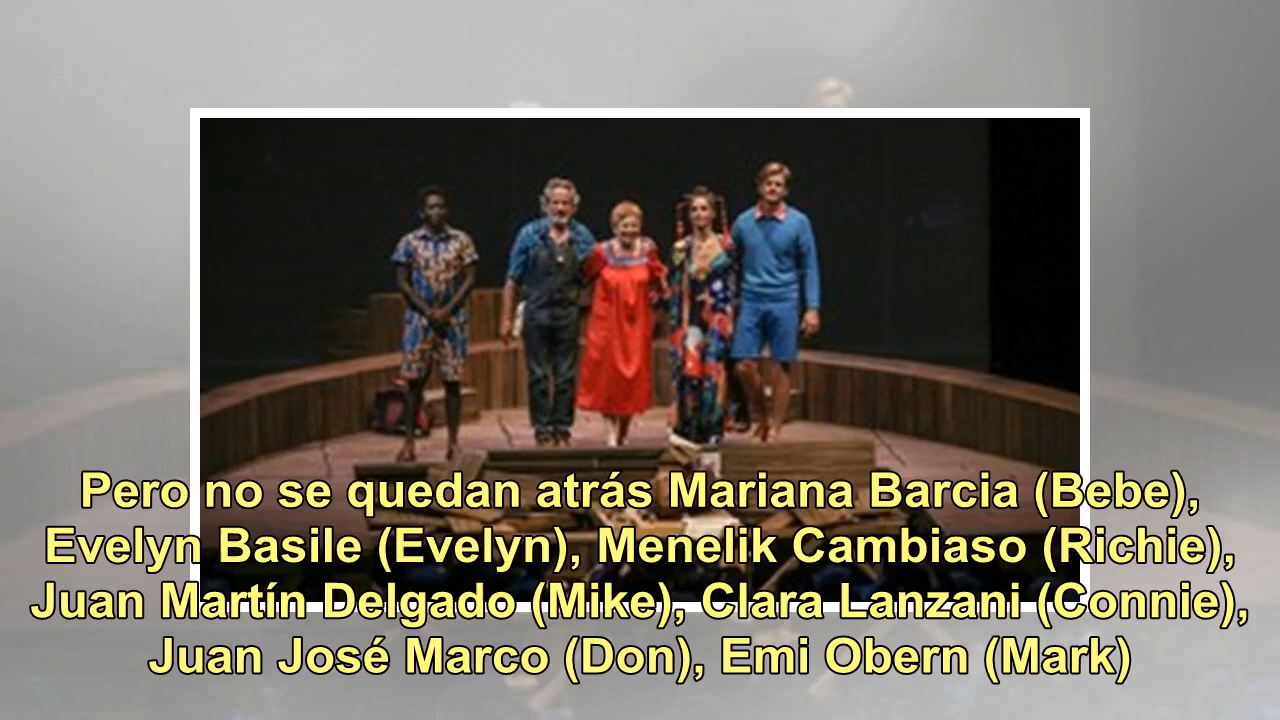 Pero no se quedan atrás Mariana Barcia (Bebe),
Evelyn Basile (Evelyn), Menelik Cambiaso (Richie),
Juan Martín Delgado (Mike), Clara Lanzani (Connie),
Juan José Marco (Don), Emi Obern (Mark)